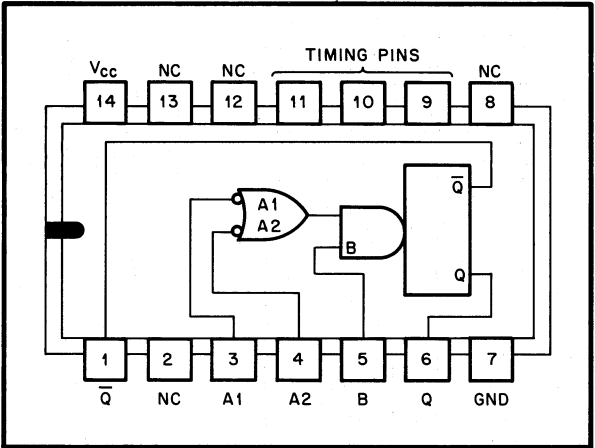 TIMING PINS
VCC NC NC NC
14 13 12 11 10 9 8
Q̅
A1
A2
B
Q
1 2 3 4 5 6 7
Q̅ NC A1 A2 B Q GND